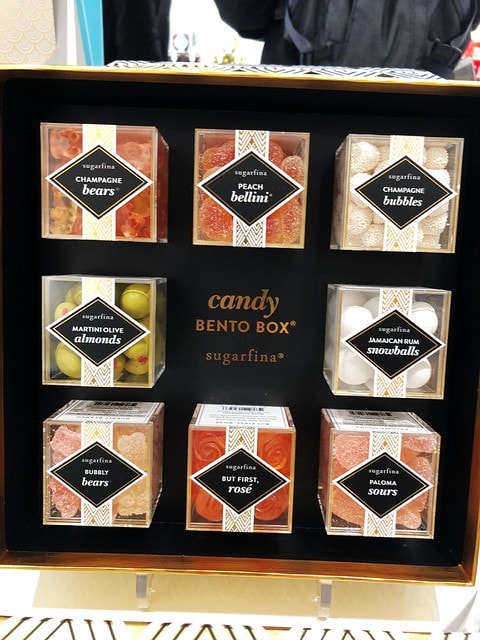 sugarfina
CHAMPAGNE
bears®
sugarfina
PEACH
bellini®
sugarfina
CHAMPAGNE
bubbles
sugarfina
MARTINI OLIVE
almonds
candy
BENTO BOX®
sugarfina®
sugarfina
JAMAICAN RUM
snowballs
sugarfina
BUBBLY
bears
sugarfina
BUT FIRST,
rosé
sugarfina
PALOMA
sours